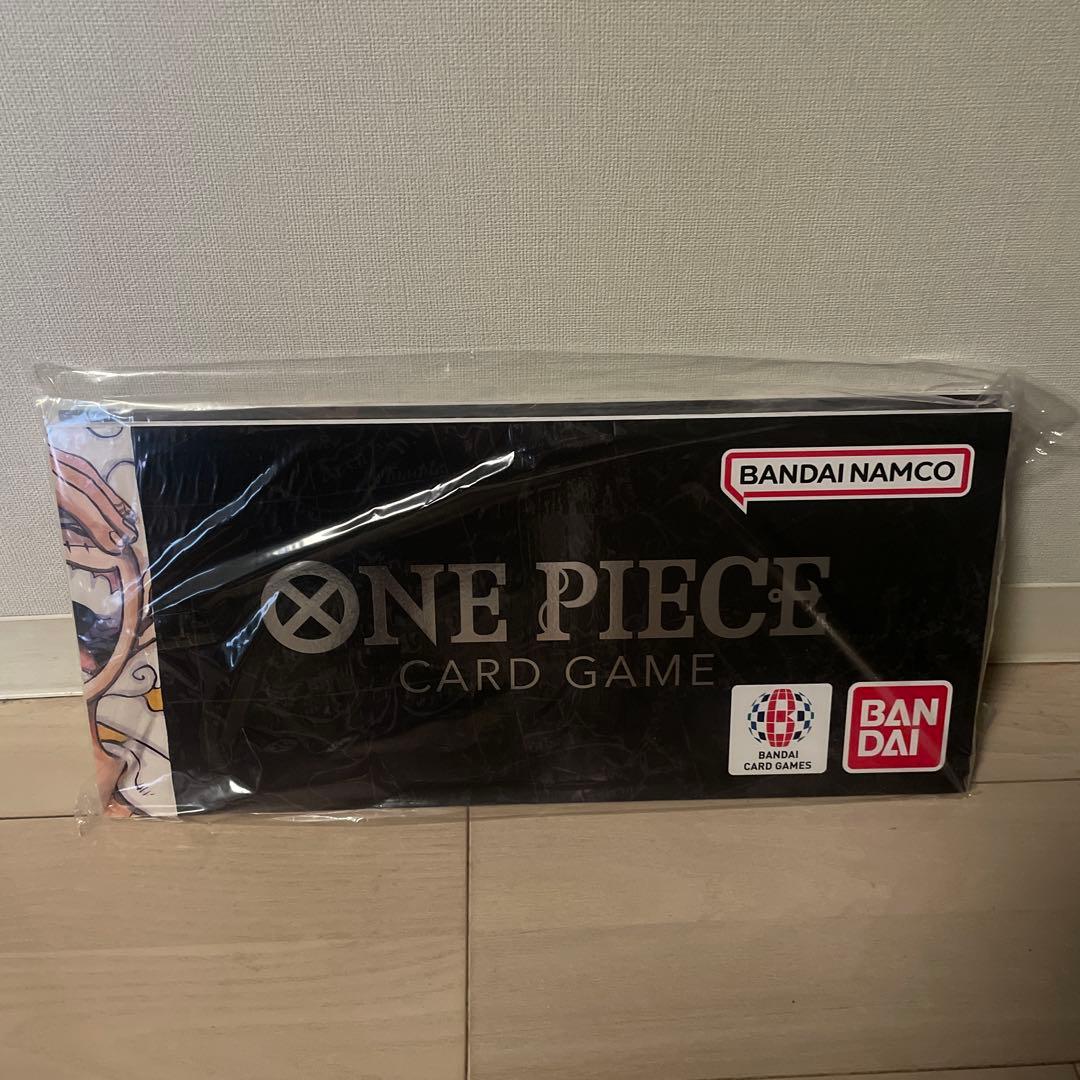 BANDAI NAMCO
ONE PIECE
CARD GAME
BANDAI
CARD GAMES
BAN
DAI